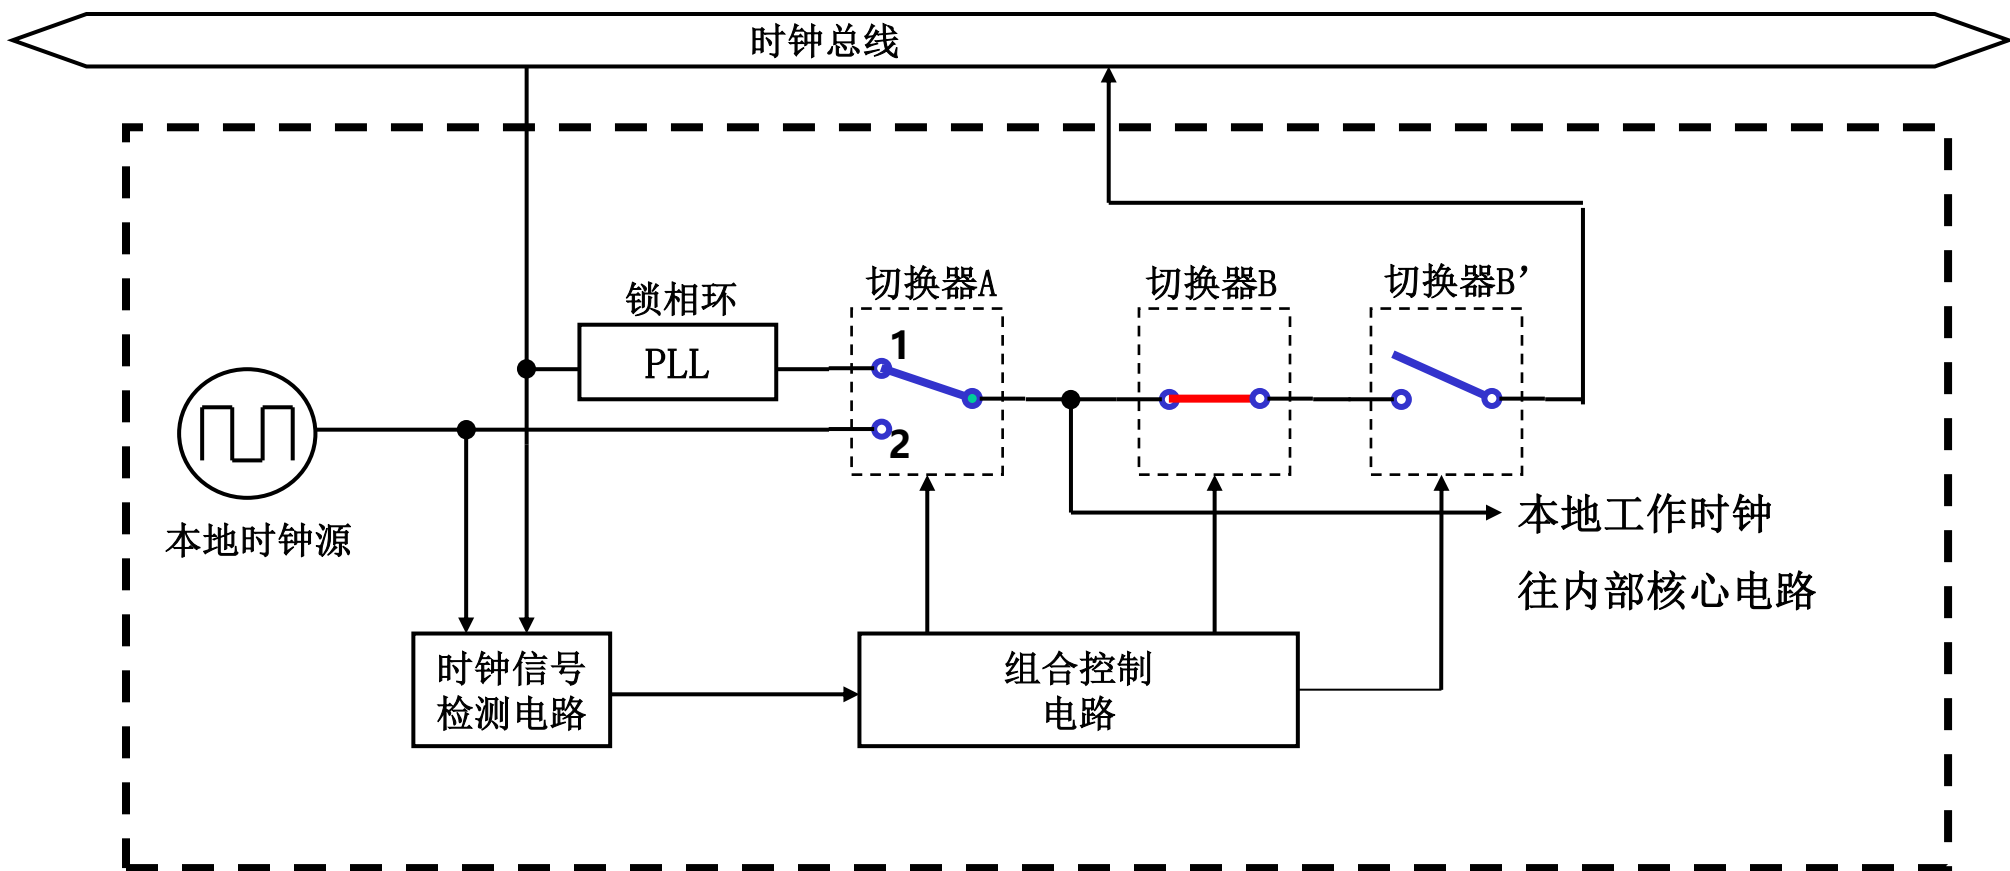 时钟总线
锁相环
PLL
切换器A
切换器B
切换器B’
1
2
本地时钟源
本地工作时钟
往内部核心电路
时钟信号
检测电路
组合控制
电路